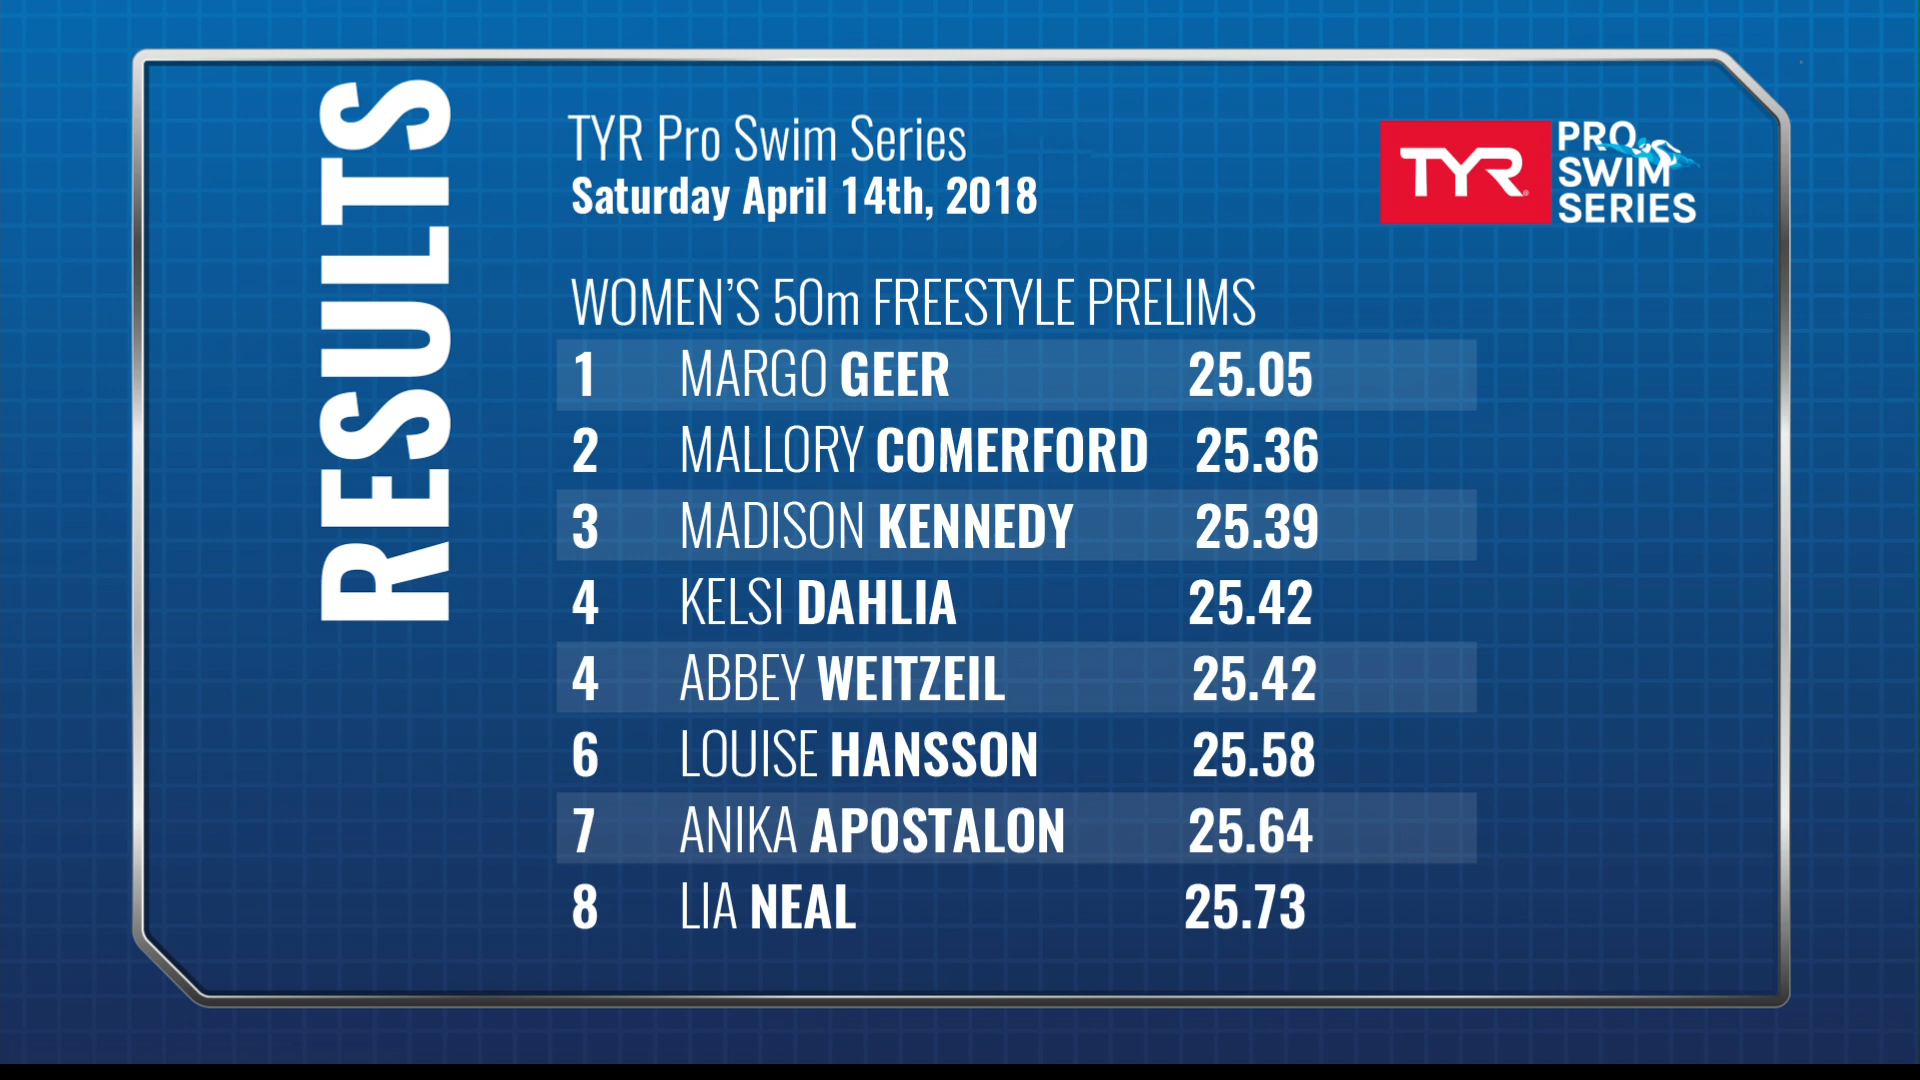 RESULTS
TYR Pro Swim Series
Saturday April 14th, 2018
TYR
PRO
SWIM
SERIES
WOMEN'S 50m FREESTYLE PRELIMS
1 MARGO GEER 25.05
2 MALLORY COMERFORD 25.36
3 MADISON KENNEDY 25.39
4 KELSI DAHLIA 25.42
4 ABBEY WEITZEIL 25.42
6 LOUISE HANSSON 25.58
7 ANIKA APOSTALON 25.64
8 LIA NEAL 25.73